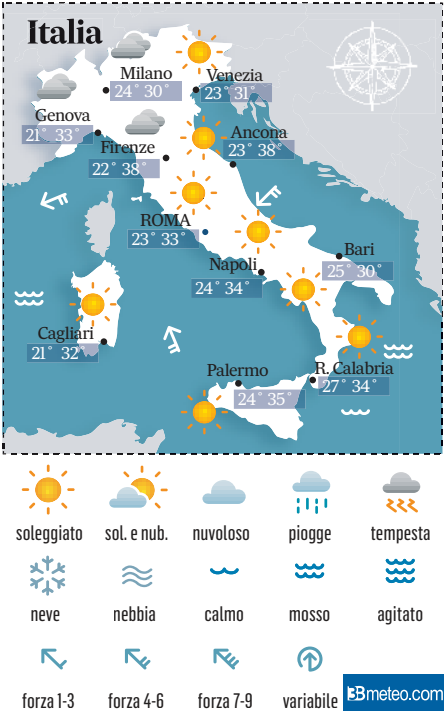 Italia
Milano
24° 30°
Venezia
23° 31°
Genova
21° 33°
Firenze
22° 38°
Ancona
23° 38°
ROMA
23° 33°
Napoli
24° 34°
Bari
25° 30°
Cagliari
21° 32°
Palermo
24° 35°
R. Calabria
27° 34°
soleggiato sol. e nub. nuvoloso piogge tempesta
neve nebbia calmo mosso agitato
forza 1-3 forza 4-6 forza 7-9 variabile
3Bmeteo.com